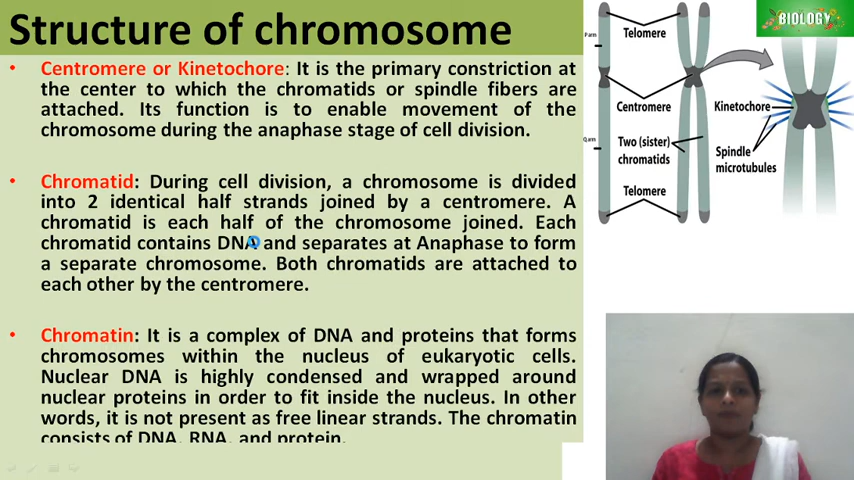 Structure of chromosome
• Centromere or Kinetochore: It is the primary constriction at
the center to which the chromatids or spindle fibers are
attached. Its function is to enable movement of the
chromosome during the anaphase stage of cell division.
• Chromatid: During cell division, a chromosome is divided
into 2 identical half strands joined by a centromere. A
chromatid is each half of the chromosome joined. Each
chromatid contains DNA and separates at Anaphase to form
a separate chromosome. Both chromatids are attached to
each other by the centromere.
• Chromatin: It is a complex of DNA and proteins that forms
chromosomes within the nucleus of eukaryotic cells.
Nuclear DNA is highly condensed and wrapped around
nuclear proteins in order to fit inside the nucleus. In other
words, it is not present as free linear strands. The chromatin
consists of DNA, RNA, and protein.
P arm
Telomere
Centromere
Q arm
Two (sister)
chromatids
Telomere
Kinetochore
Spindle
microtubules
BIOLOGY